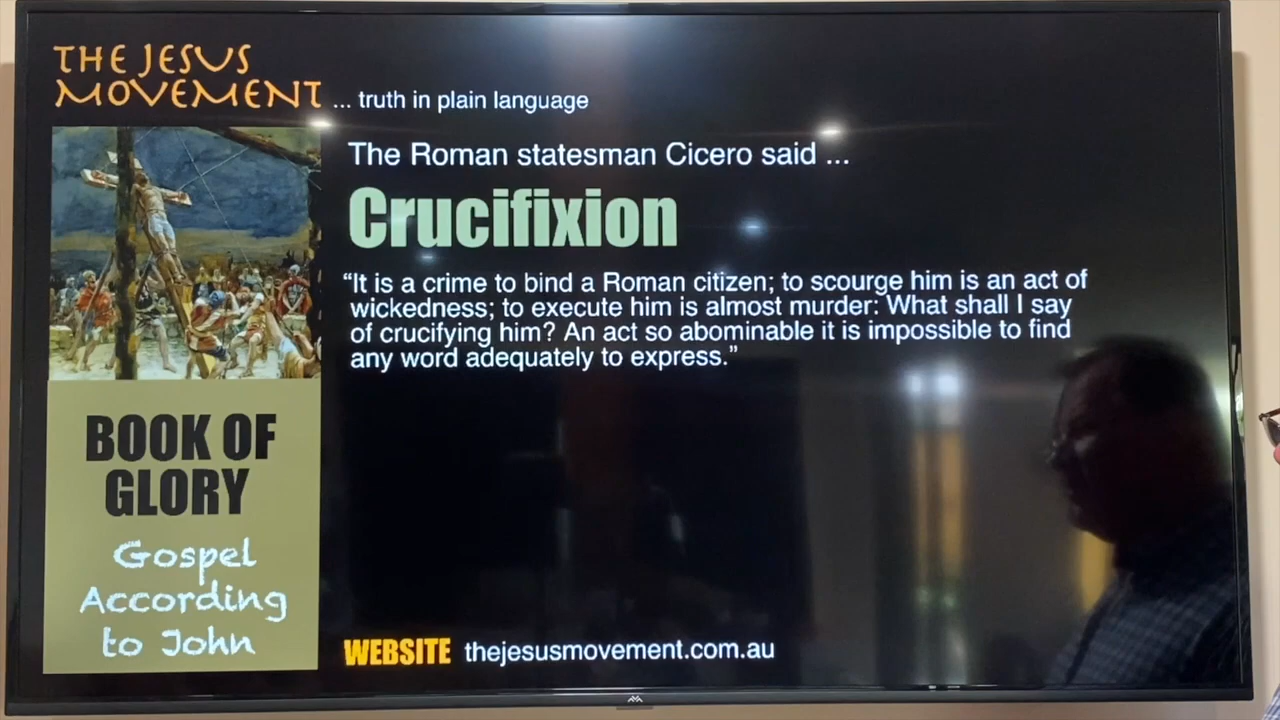 THE JESUS
MOVEMENT ... truth in plain language
The Roman statesman Cicero said ...
Crucifixion
“It is a crime to bind a Roman citizen; to scourge him is an act of
wickedness; to execute him is almost murder: What shall I say
of crucifying him? An act so abominable it is impossible to find
any word adequately to express.”
BOOK OF
GLORY
Gospel
According
to John
WEBSITE thejesusmovement.com.au